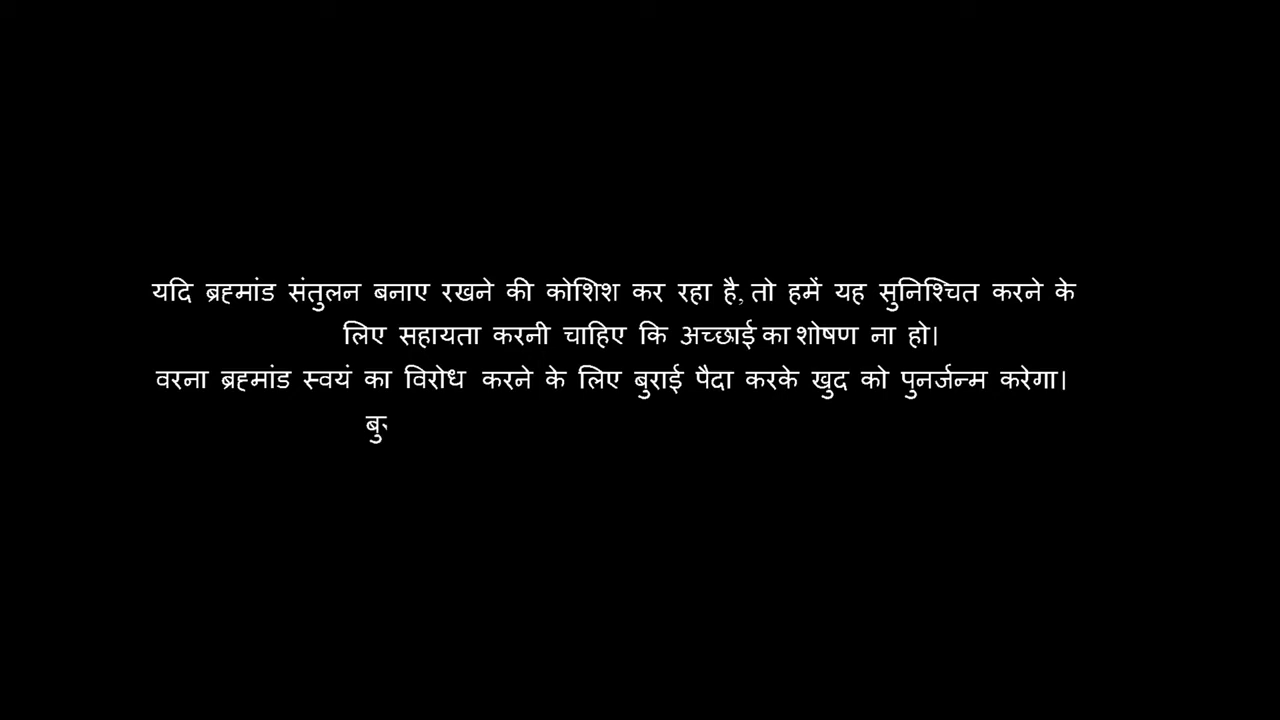 यदि ब्रह्मांड संतुलन बनाए रखने की कोशिश कर रहा है, तो हमें यह सुनिश्चित करने के
लिए सहायता करनी चाहिए कि अच्छाई का शोषण ना हो।
वरना ब्रह्मांड स्वयं का विरोध करने के लिए बुराई पैदा करके खुद को पुनर्जन्म करेगा।